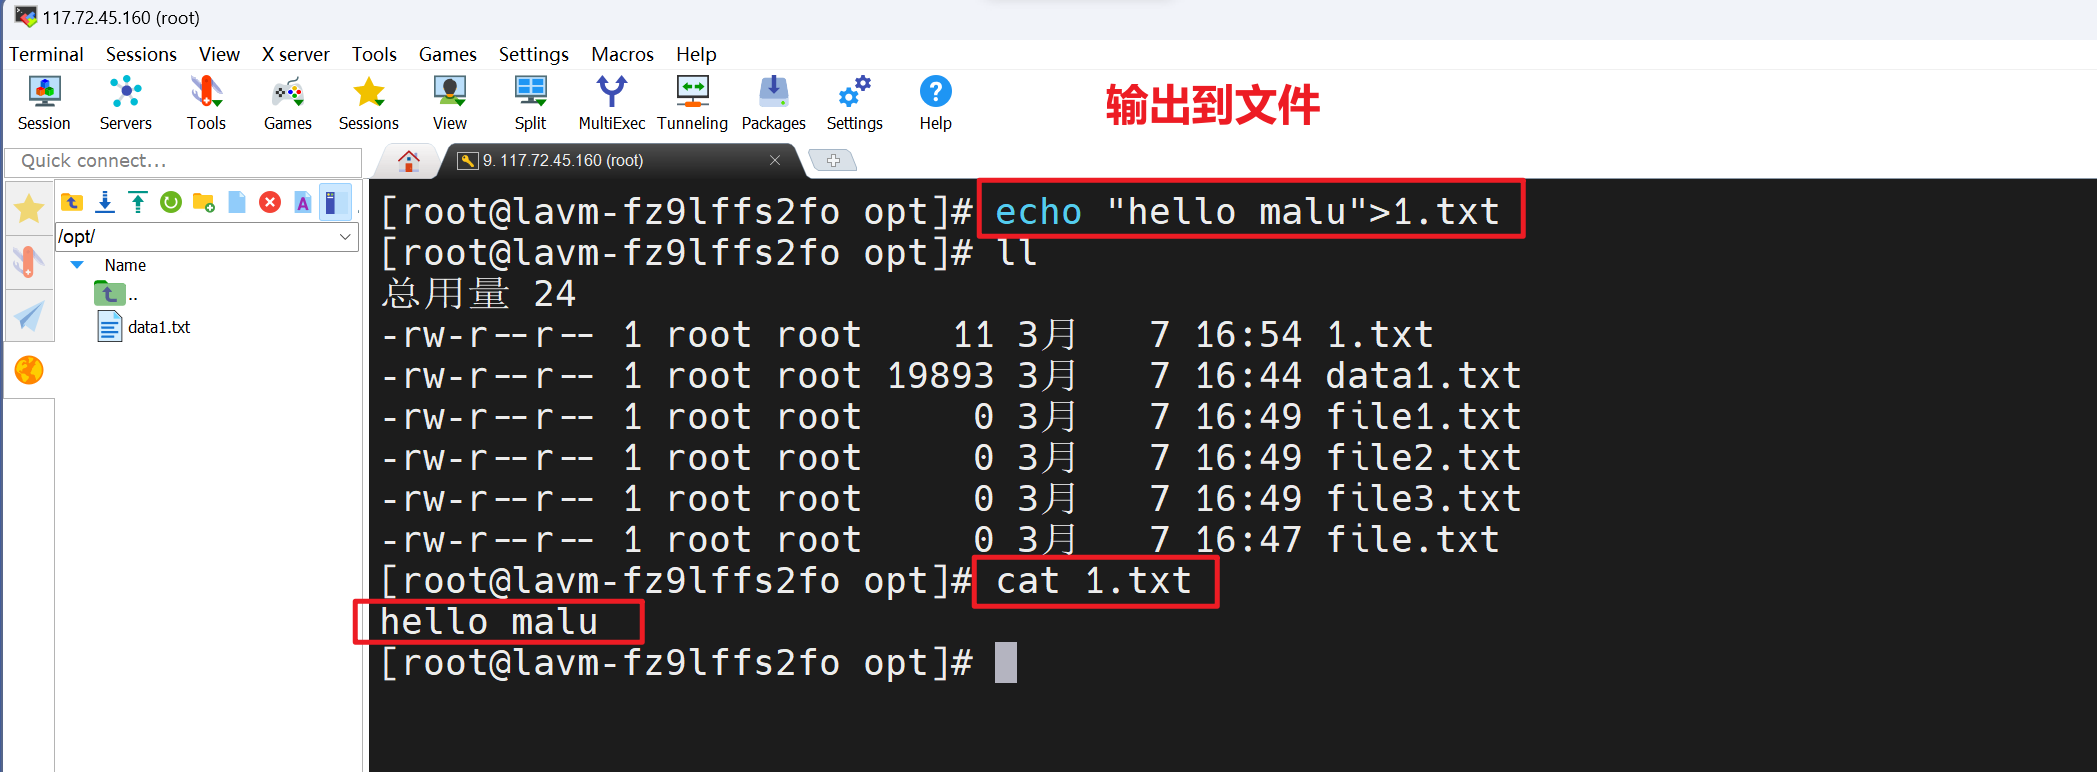 117.72.45.160 (root)
Terminal Sessions View X server Tools Games Settings Macros Help
Session Servers Tools Games Sessions View Split MultiExec Tunneling Packages Settings Help
输出到文件
Quick connect...
9. 117.72.45.160 (root)
/opt/
Name
..
data1.txt
[root@lavm-fz9lffs2fo opt]# echo "hello malu">1.txt
[root@lavm-fz9lffs2fo opt]# ll
总用量 24
-rw-r--r-- 1 root root    11 3月   7 16:54 1.txt
-rw-r--r-- 1 root root 19893 3月   7 16:44 data1.txt
-rw-r--r-- 1 root root     0 3月   7 16:49 file1.txt
-rw-r--r-- 1 root root     0 3月   7 16:49 file2.txt
-rw-r--r-- 1 root root     0 3月   7 16:49 file3.txt
-rw-r--r-- 1 root root     0 3月   7 16:47 file.txt
[root@lavm-fz9lffs2fo opt]# cat 1.txt
hello malu
[root@lavm-fz9lffs2fo opt]#